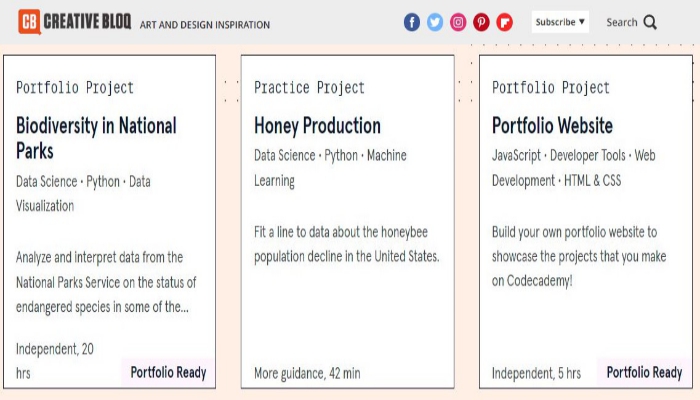 CB CREATIVE BLOQ ART AND DESIGN INSPIRATION
Subscribe ▼
Search
Portfolio Project
Biodiversity in National
Parks
Data Science · Python · Data
Visualization
Analyze and interpret data from the
National Parks Service on the status of
endangered species in some of the...
Independent, 20
hrs
Portfolio Ready
Practice Project
Honey Production
Data Science · Python · Machine
Learning
Fit a line to data about the honeybee
population decline in the United States.
More guidance, 42 min
Portfolio Project
Portfolio Website
JavaScript · Developer Tools · Web
Development · HTML & CSS
Build your own portfolio website to
showcase the projects that you make
on Codecademy!
Independent, 5 hrs
Portfolio Ready